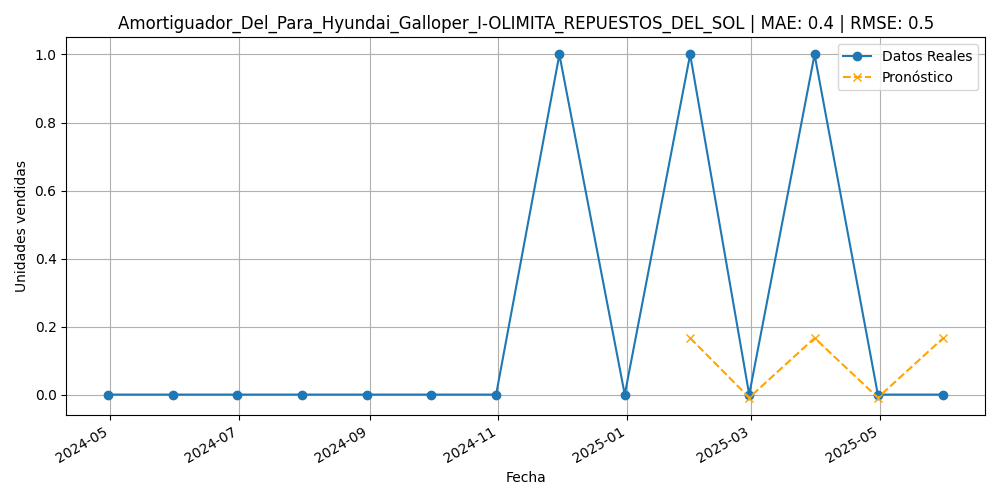 Amortiguador_Del_Para_Hyundai_Galloper_I-OLIMITA_REPUESTOS_DEL_SOL | MAE: 0.4 | RMSE: 0.5
Datos Reales
Pronóstico
Unidades vendidas
1.0
0.8
0.6
0.4
0.2
0.0
2024-05
2024-07
2024-09
2024-11
2025-01
2025-03
2025-05
Fecha